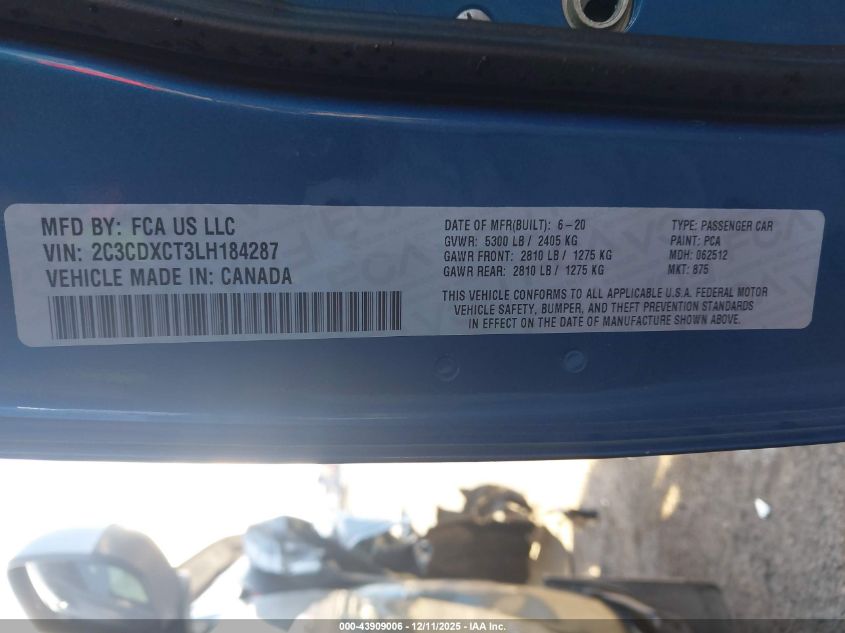 MFD BY: FCA US LLC
VIN: 2C3CDXCT3LH184287
VEHICLE MADE IN: CANADA
DATE OF MFR(BUILT): 6-20
GVWR: 5300 LB / 2405 KG
GAWR FRONT: 2810 LB / 1275 KG
GAWR REAR: 2810 LB / 1275 KG
TYPE: PASSENGER CAR
PAINT: PCA
MDH: 062512
MKT: 875
THIS VEHICLE CONFORMS TO ALL APPLICABLE U.S.A. FEDERAL MOTOR
VEHICLE SAFETY, BUMPER, AND THEFT PREVENTION STANDARDS
IN EFFECT ON THE DATE OF MANUFACTURE SHOWN ABOVE.
000-43909006 - 12/11/2025 - IAA Inc.